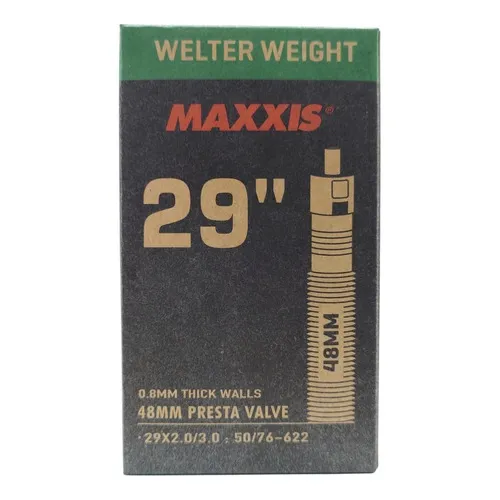 WELTER WEIGHT
MAXXIS®
29"
48MM
0.8MM THICK WALLS
48MM PRESTA VALVE
· 29X2.0/3.0 : 50/76-622